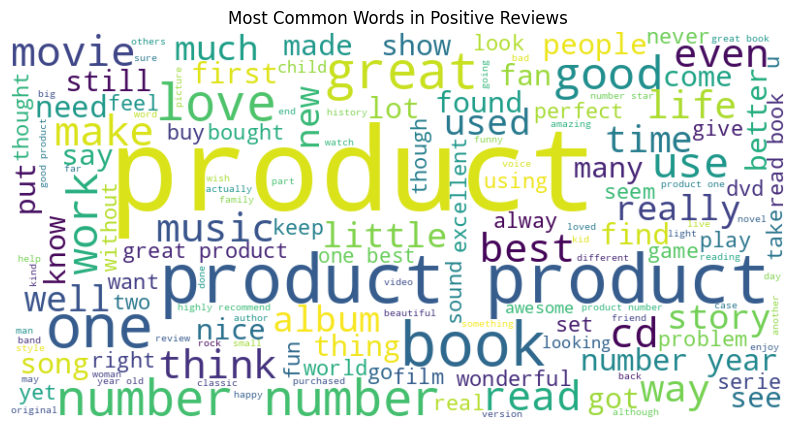 Most Common Words in Positive Reviews
movie much made show look people never great book
others sure first child great fan good come even u
big still need feel picture going number star
thought love new lot found perfect life better
word end history used amazing give
make buy bought watch though funny time read book
good product say product using use many
far put work without wish actually part voice seem dvd take
family product one really
music keep little sound excellent alway loved live novel
know great product one best best kid find game play light
help kind want done video product product different reading day
well two highly recommend awesome product number case story another
one nice author beautiful album book something set friend cd
man band song right think review fun thing looking problem enjoy
style rock small world gofilm wonderful number year serie
may woman year old classic purchased real read got back way see
yet number number happy version although
original